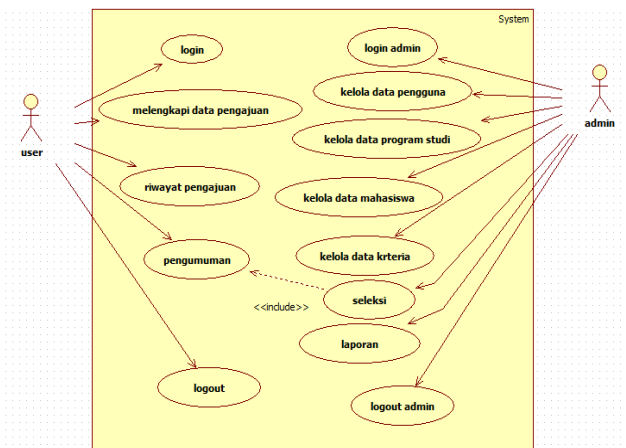 System
login
login admin
kelola data pengguna
melengkapi data pengajuan
user
admin
kelola data program studi
riwayat pengajuan
kelola data mahasiswa
pengumuman
kelola data krteria
<<include>>
seleksi
laporan
logout
logout admin